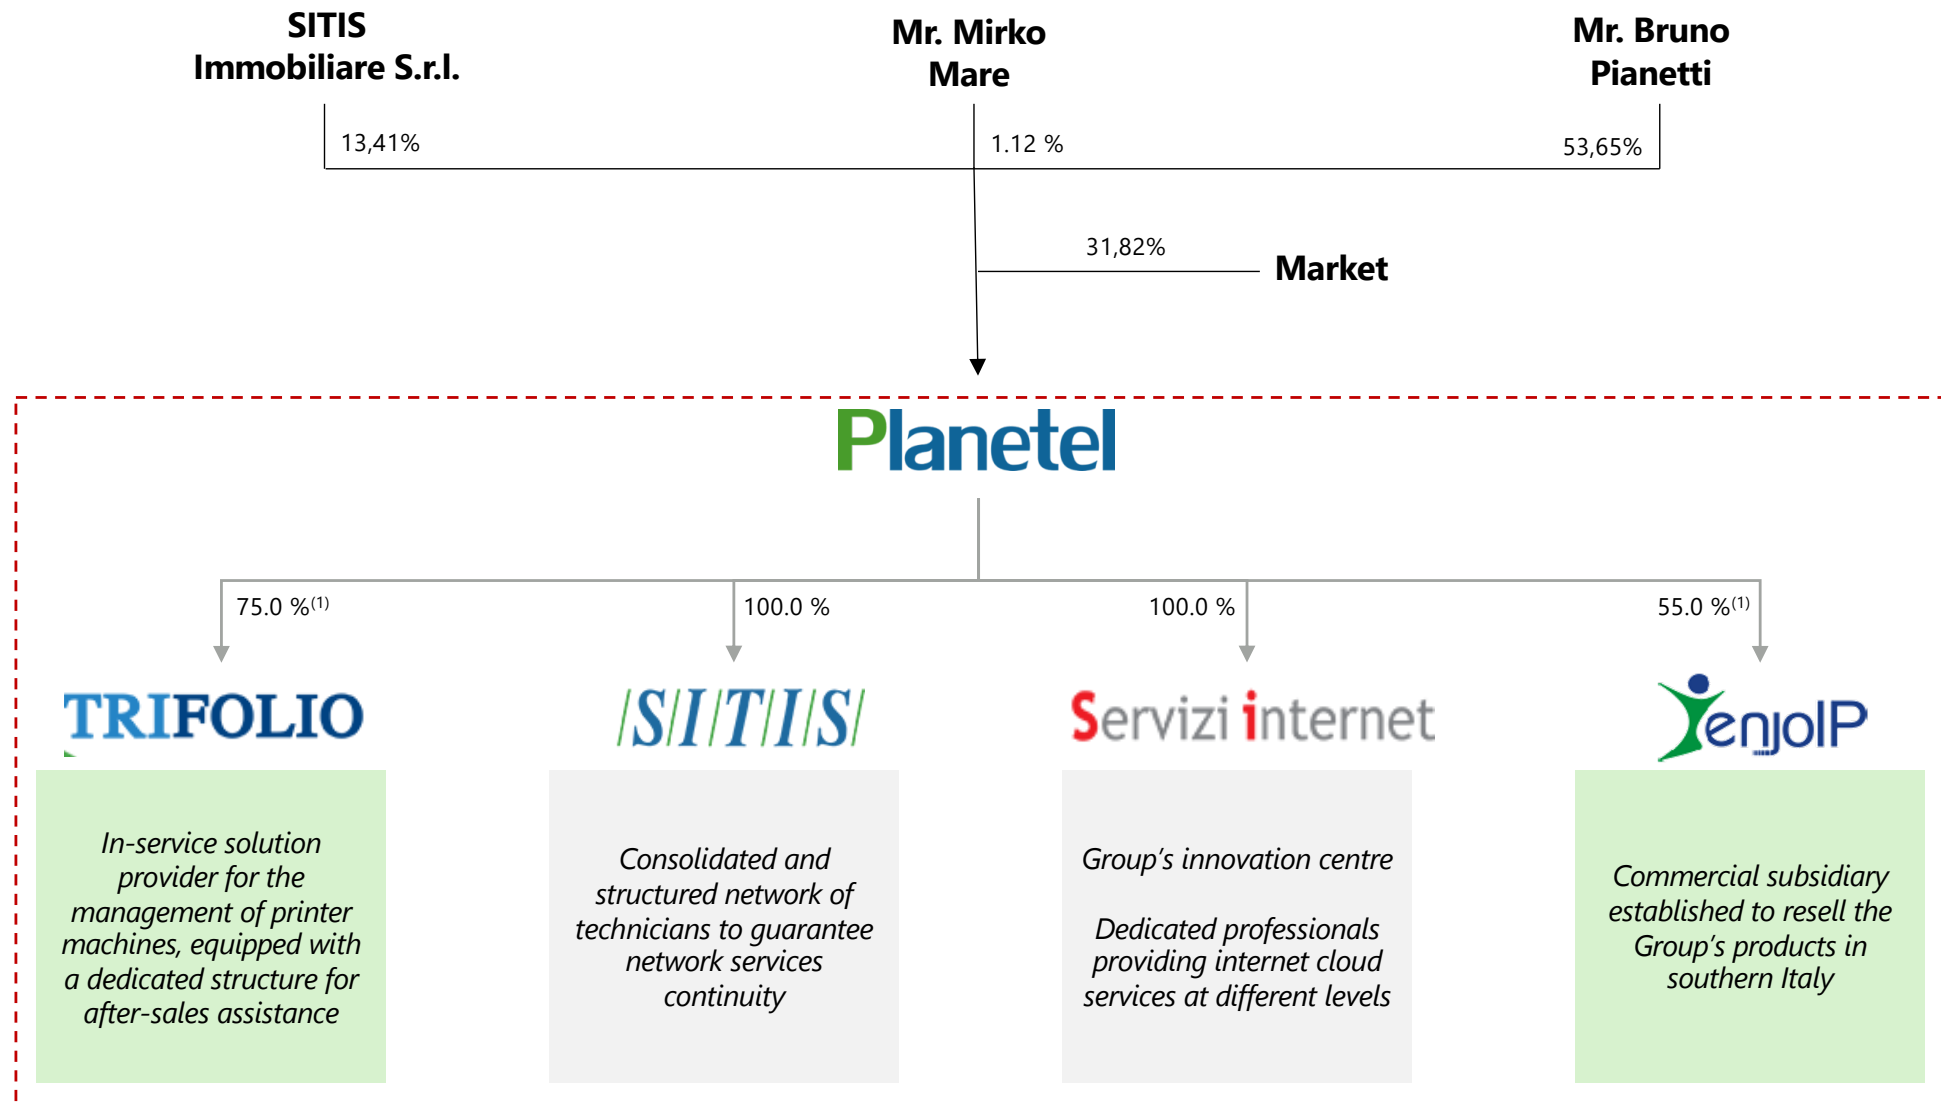 SITIS
Immobiliare S.r.l.
Mr. Mirko
Mare
Mr. Bruno
Pianetti
13,41%
1.12 %
53,65%
31,82%
Market
Planetel
75.0 %(1)
100.0 %
100.0 %
55.0 %(1)
TRIFOLIO
/S/I/T/I/S/
Servizi internet
enjoIP
In-service solution
provider for the
management of printer
machines, equipped with
a dedicated structure for
after-sales assistance
Consolidated and
structured network of
technicians to guarantee
network services
continuity
Group's innovation centre
Dedicated professionals
providing internet cloud
services at different levels
Commercial subsidiary
established to resell the
Group's products in
southern Italy